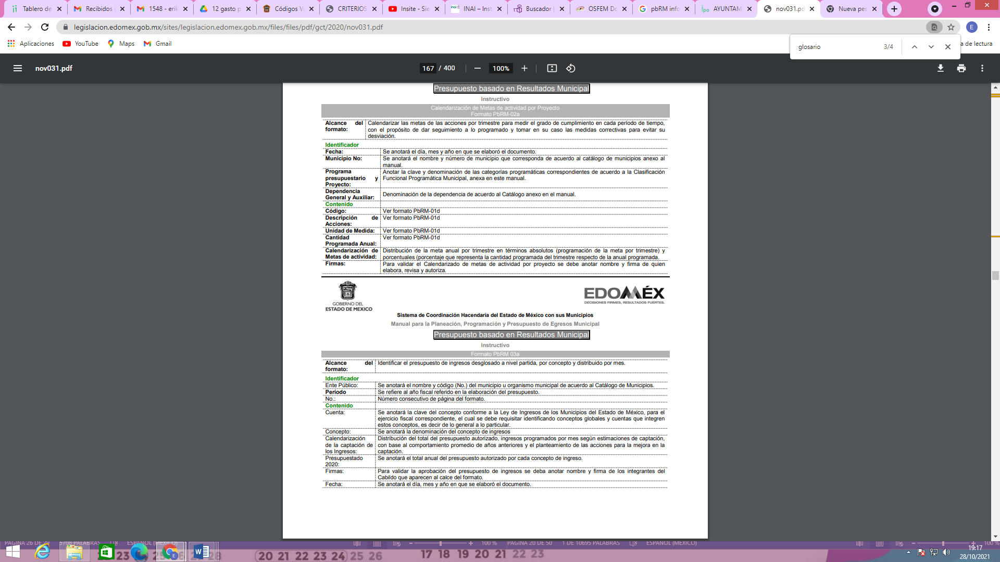 Tablero de
Recibidos
1548 - erik
12 gasto p
Códigos V
CRITERIOS
Insite - Sie
INAI – Inst
Buscador
OSFEM Do
pbRM info
AYUNTAM
nov031.pd
Nueva pes
legislacion.edomex.gob.mx/sites/legislacion.edomex.gob.mx/files/files/pdf/gct/2020/nov031.pdf
Aplicaciones
YouTube
Maps
Gmail
glosario
3/4
a de lectura
nov031.pdf
167 / 400
100%
Presupuesto basado en Resultados Municipal
Instructivo
Calendarización de Metas de actividad por Proyecto
Formato PbRM-02a
Alcance del formato:
Calendarizar las metas de las acciones por trimestre para medir el grado de cumplimiento en cada período de tiempo,
con el propósito de dar seguimiento a lo programado y tomar en su caso las medidas correctivas para evitar su
desviación.
Identificador
Fecha:
Se anotará el día, mes y año en que se elaboró el documento.
Municipio No:
Se anotará el nombre y número de municipio que corresponda de acuerdo al catálogo de municipios anexo al
manual.
Programa
presupuestario y
Proyecto:
Anotar la clave y denominación de las categorías programáticas correspondientes de acuerdo a la Clasificación
Funcional Programática Municipal, anexa en este manual.
Dependencia
General y Auxiliar:
Denominación de la dependencia de acuerdo al Catálogo anexo en el manual.
Contenido
Código:
Ver formato PbRM-01d
Descripción de
Acciones:
Ver formato PbRM-01d
Unidad de Medida:
Ver formato PbRM-01d
Cantidad
Programada Anual:
Ver formato PbRM-01d
Calendarización de
Metas de actividad:
Distribución de la meta anual por trimestre en términos absolutos (programación de la meta por trimestre) y
porcentuales (porcentaje que representa la cantidad programada del trimestre respecto de la anual programada.
Firmas:
Para validar el Calendarizado de metas de actividad por proyecto se debe anotar nombre y firma de quien
elabora, revisa y autoriza.
GOBIERNO DEL
ESTADO DE MÉXICO
EDOMÉX
DECISIONES FIRMES, RESULTADOS FUERTES.
Sistema de Coordinación Hacendaría del Estado de México con sus Municipios
Manual para la Planeación, Programación y Presupuesto de Egresos Municipal
Presupuesto basado en Resultados Municipal
Instructivo
Formato PbRM 03a
Alcance del
formato:
Identificar el presupuesto de ingresos desglosado a nivel partida, por concepto y distribuido por mes.
Identificador
Ente Público:
Se anotará el nombre y código (No.) del municipio u organismo municipal de acuerdo al Catálogo de Municipios.
Período
Se refiere al año fiscal referido en la elaboración del presupuesto.
No.:
Número consecutivo de página del formato.
Contenido
Cuenta:
Se anotará la clave del concepto conforme a la Ley de Ingresos de los Municipios del Estado de México, para el
ejercicio fiscal correspondiente, el cual se debe requisitar identificando conceptos globales y cuentas que integren
estos conceptos, es decir de lo general a lo particular.
Concepto:
Se anotará la denominación del concepto de ingresos
Calendarización
de la captación de
los Ingresos:
Distribución del total del presupuesto autorizado, ingresos programados por mes según estimaciones de captación,
con base al comportamiento promedio de años anteriores y el planteamiento de las acciones para la mejora en la
captación.
Presupuestado
2020:
Se anotará el total anual del presupuesto autorizado por cada concepto de ingreso.
Firmas:
Para validar la aprobación del presupuesto de ingresos se deba anotar nombre y firma de los integrantes del
Cabildo que aparecen al calce del formato.
Fecha:
Se anotará el día, mes y año en que se elaboró el documento.
PÁGINA 26 DE 29
5708 PALABRAS
ESPAÑOL (MÉXICO)
100 %
PÁGINA 20 DE 50
1 DE 10695 PALABRAS
ESPAÑOL (MÉXICO)
100 %
20 21 22 23 24 25 26
17 18 19 20 21 22 23
19:17
28/10/2021